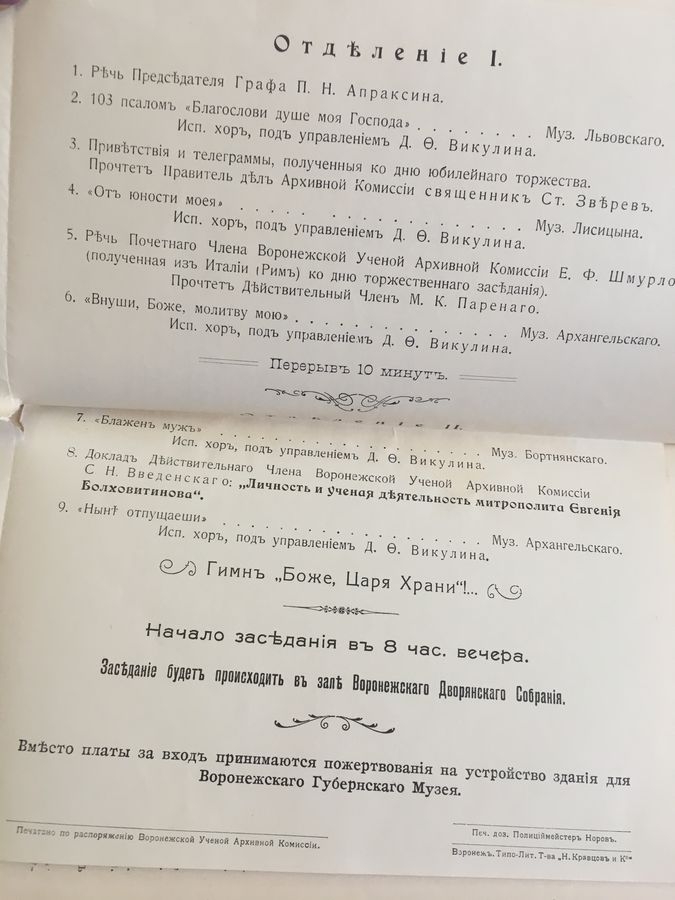 Отдѣленіе I.
1. Рѣчь Предсѣдателя Графа П. Н. Апраксина.
2. 103 псаломъ «Благослови душе моя Господа» . . . . . . . Муз. Львовскаго.
Исп. хоръ, подъ управленіемъ Д. Ѳ. Викулина.
3. Привѣтствія и телеграммы, полученныя ко дню юбилейнаго торжества.
Прочтетъ Правитель дѣлъ Архивной Комиссіи священникъ Ст. Звѣревъ.
4. «Отъ юности моея» . . . . . . . . . . . . . . Муз. Лисицына.
Исп. хоръ, подъ управленіемъ Д. Ѳ. Викулина.
5. Рѣчь Почетнаго Члена Воронежской Ученой Архивной Комиссіи Е. Ф. Шмурло
(полученная изъ Италіи (Римъ) ко дню торжественнаго засѣданія).
Прочтетъ Дѣйствительный Членъ М. К. Паренаго.
6. «Внуши, Боже, молитву мою» . . . . . . . . . . . . . Муз. Архангельскаго.
Исп. хоръ, подъ управленіемъ Д. Ѳ. Викулина.
Перерывъ 10 минутъ.
7. «Блаженъ мужъ» . . . . . . . . . . . . . . . . . Муз. Бортнянскаго.
Исп. хоръ, подъ управленіемъ Д. Ѳ. Викулина.
8. Докладъ Дѣйствительнаго Члена Воронежской Ученой Архивной Комиссіи
С. Н. Введенскаго: „Личность и Ученая дѣятельность митрополита Евгенія
Болховитинова“.
9. «Нынѣ отпущаеши» . . . . . . . . . . . . . . . . Муз. Архангельскаго.
Исп. хоръ, подъ управленіемъ Д. Ѳ. Викулина.
Гимнъ „Боже, Царя Храни“!...
Начало засѣданія въ 8 час. вечера.
Засѣданіе будетъ происходить въ залѣ Воронежскаго Дворянскаго Собранія.
Вмѣсто платы за входъ принимаются пожертвованія на устройство зданія для
Воронежскаго Губернскаго Музея.
Печатано по распоряженію Воронежской Ученой Архивной Комиссіи.
Печ. доз. Полиціймейстеръ Норовъ.
Воронежъ. Типо-Лит. Т-ва „Н. Кравцовъ и К°“